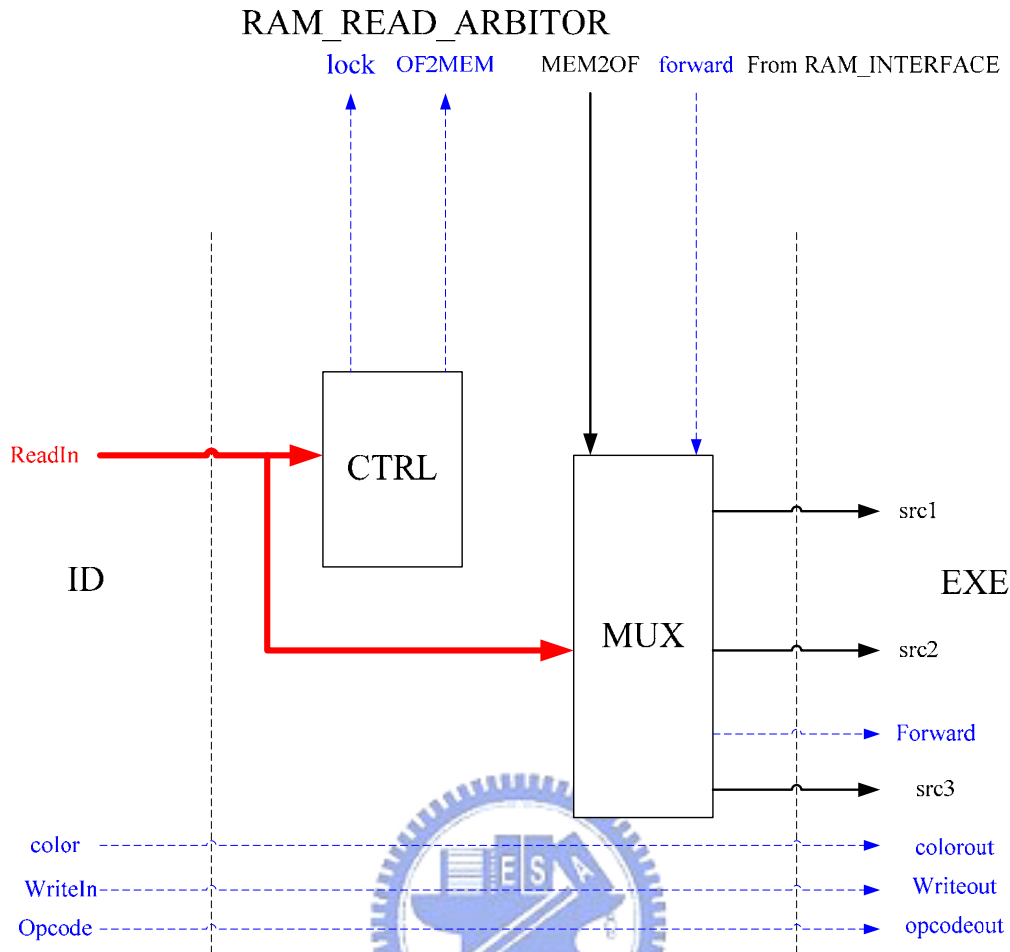 RAM_READ_ARBITOR
lock OF2MEM MEM2OF forward From RAM_INTERFACE
ReadIn
CTRL
src1
ID
EXE
MUX
src2
Forward
src3
color
colorout
WriteIn
Writeout
Opcode
opcodeout
ESA